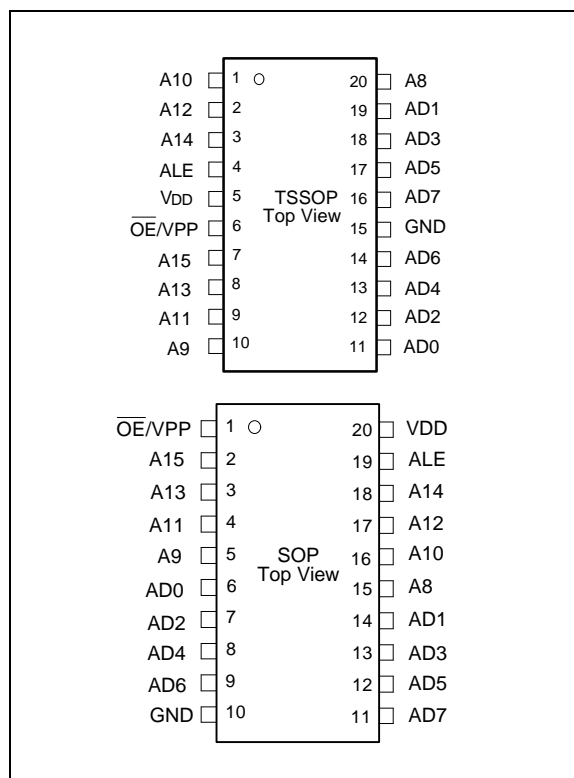 A10 1 20 A8
A12 2 19 AD1
A14 3 18 AD3
ALE 4 17 AD5
VDD 5 TSSOP 16 AD7
Top View
OE/VPP 6 15 GND
A15 7 14 AD6
A13 8 13 AD4
A11 9 12 AD2
A9 10 11 AD0
OE/VPP 1 20 VDD
A15 2 19 ALE
A13 3 18 A14
A11 4 17 A12
A9 5 SOP 16 A10
Top View
AD0 6 15 A8
AD2 7 14 AD1
AD4 8 13 AD3
AD6 9 12 AD5
GND 10 11 AD7